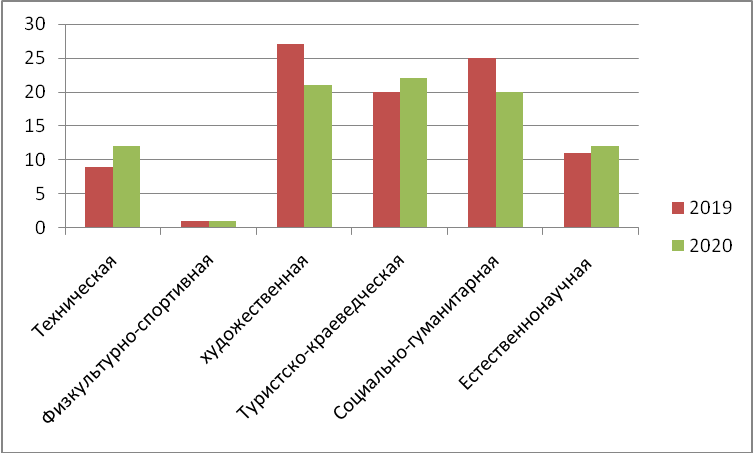 30
25
20
15
10
5
0
Техническая
Физкультурно-спортивная
художественная
Туристско-краеведческая
Социально-гуманитарная
Естественнонаучная
2019
2020